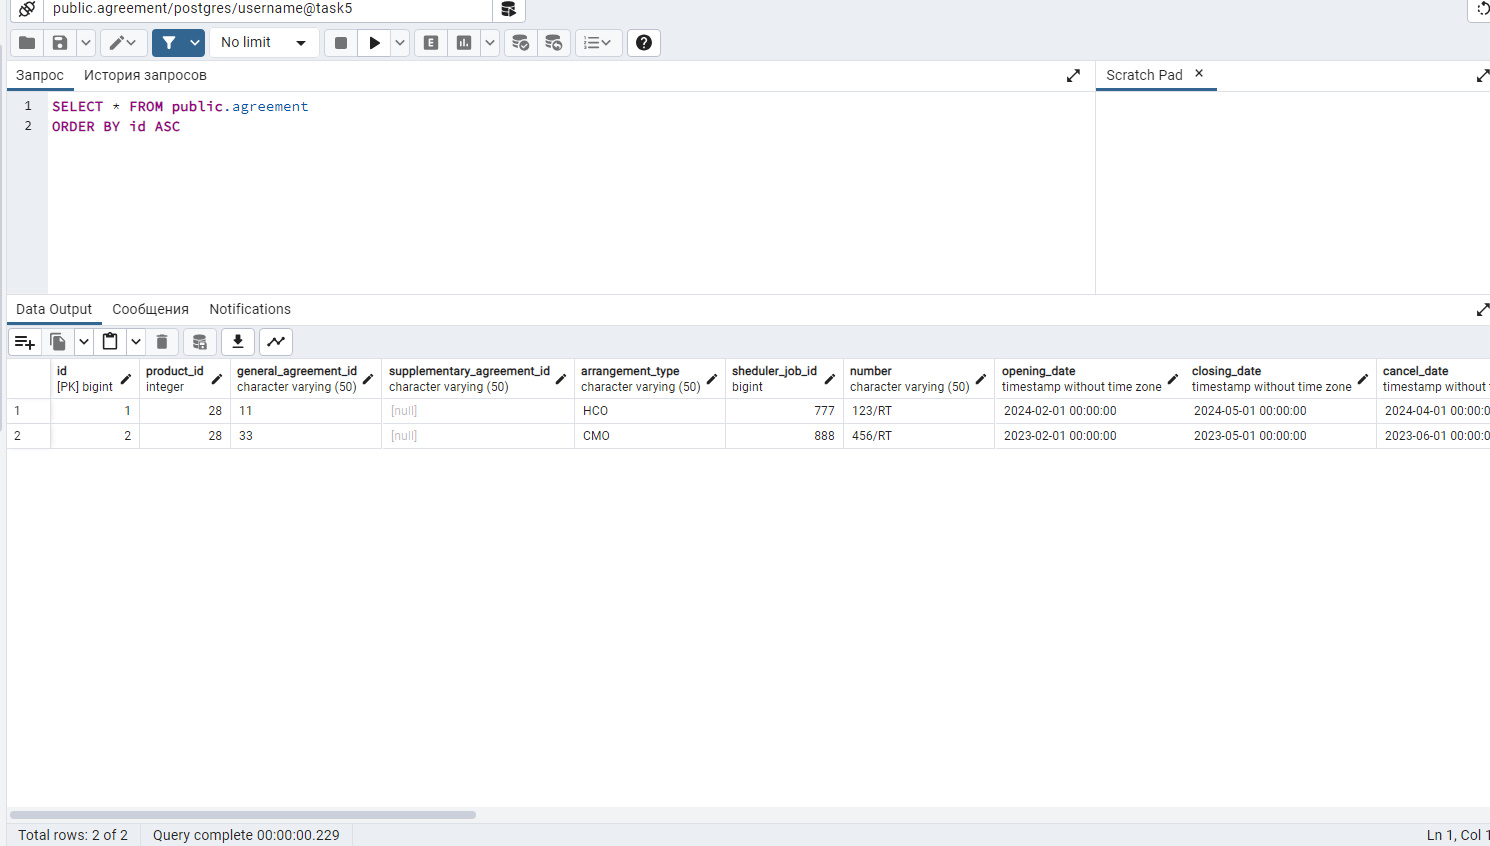 public.agreement/postgres/username@task5
No limit
E
?
Запрос
История запросов
Scratch Pad ×
1 SELECT * FROM public.agreement
2 ORDER BY id ASC
Data Output
Сообщения
Notifications
id product_id general_agreement_id supplementary_agreement_id arrangement_type sheduler_job_id number opening_date closing_date cancel_date
[PK] bigint integer character varying (50) character varying (50) character varying (50) bigint character varying (50) timestamp without time zone timestamp without time zone timestamp without
1 1 28 11 [null] НСО 777 123/RT 2024-02-01 00:00:00 2024-05-01 00:00:00 2024-04-01 00:00:0
2 2 28 33 [null] СМО 888 456/RT 2023-02-01 00:00:00 2023-05-01 00:00:00 2023-06-01 00:00:0
Total rows: 2 of 2
Query complete 00:00:00.229
Ln 1, Col 1